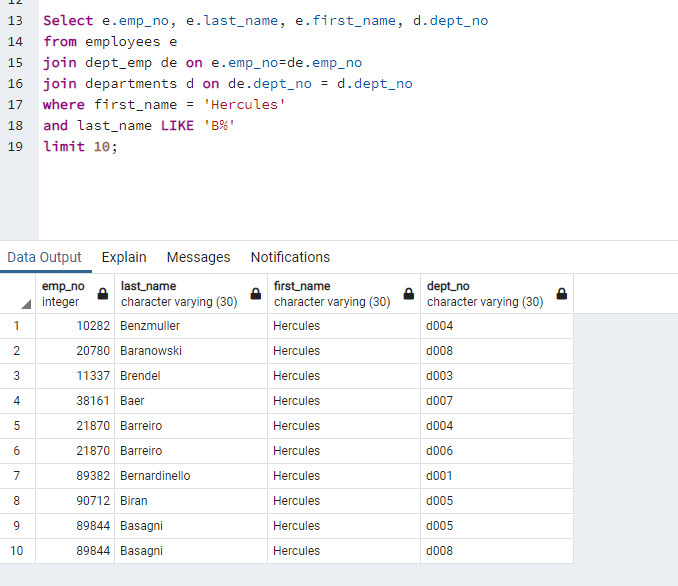 12
13 Select e.emp_no, e.last_name, e.first_name, d.dept_no
14 from employees e
15 join dept_emp de on e.emp_no=de.emp_no
16 join departments d on de.dept_no = d.dept_no
17 where first_name = 'Hercules'
18 and last_name LIKE 'B%'
19 limit 10;
Data Output Explain Messages Notifications
emp_no last_name first_name dept_no
integer character varying (30) character varying (30) character varying (30)
1 10282 Benzmuller Hercules d004
2 20780 Baranowski Hercules d008
3 11337 Brendel Hercules d003
4 38161 Baer Hercules d007
5 21870 Barreiro Hercules d004
6 21870 Barreiro Hercules d006
7 89382 Bernardinello Hercules d001
8 90712 Biran Hercules d005
9 89844 Basagni Hercules d005
10 89844 Basagni Hercules d008